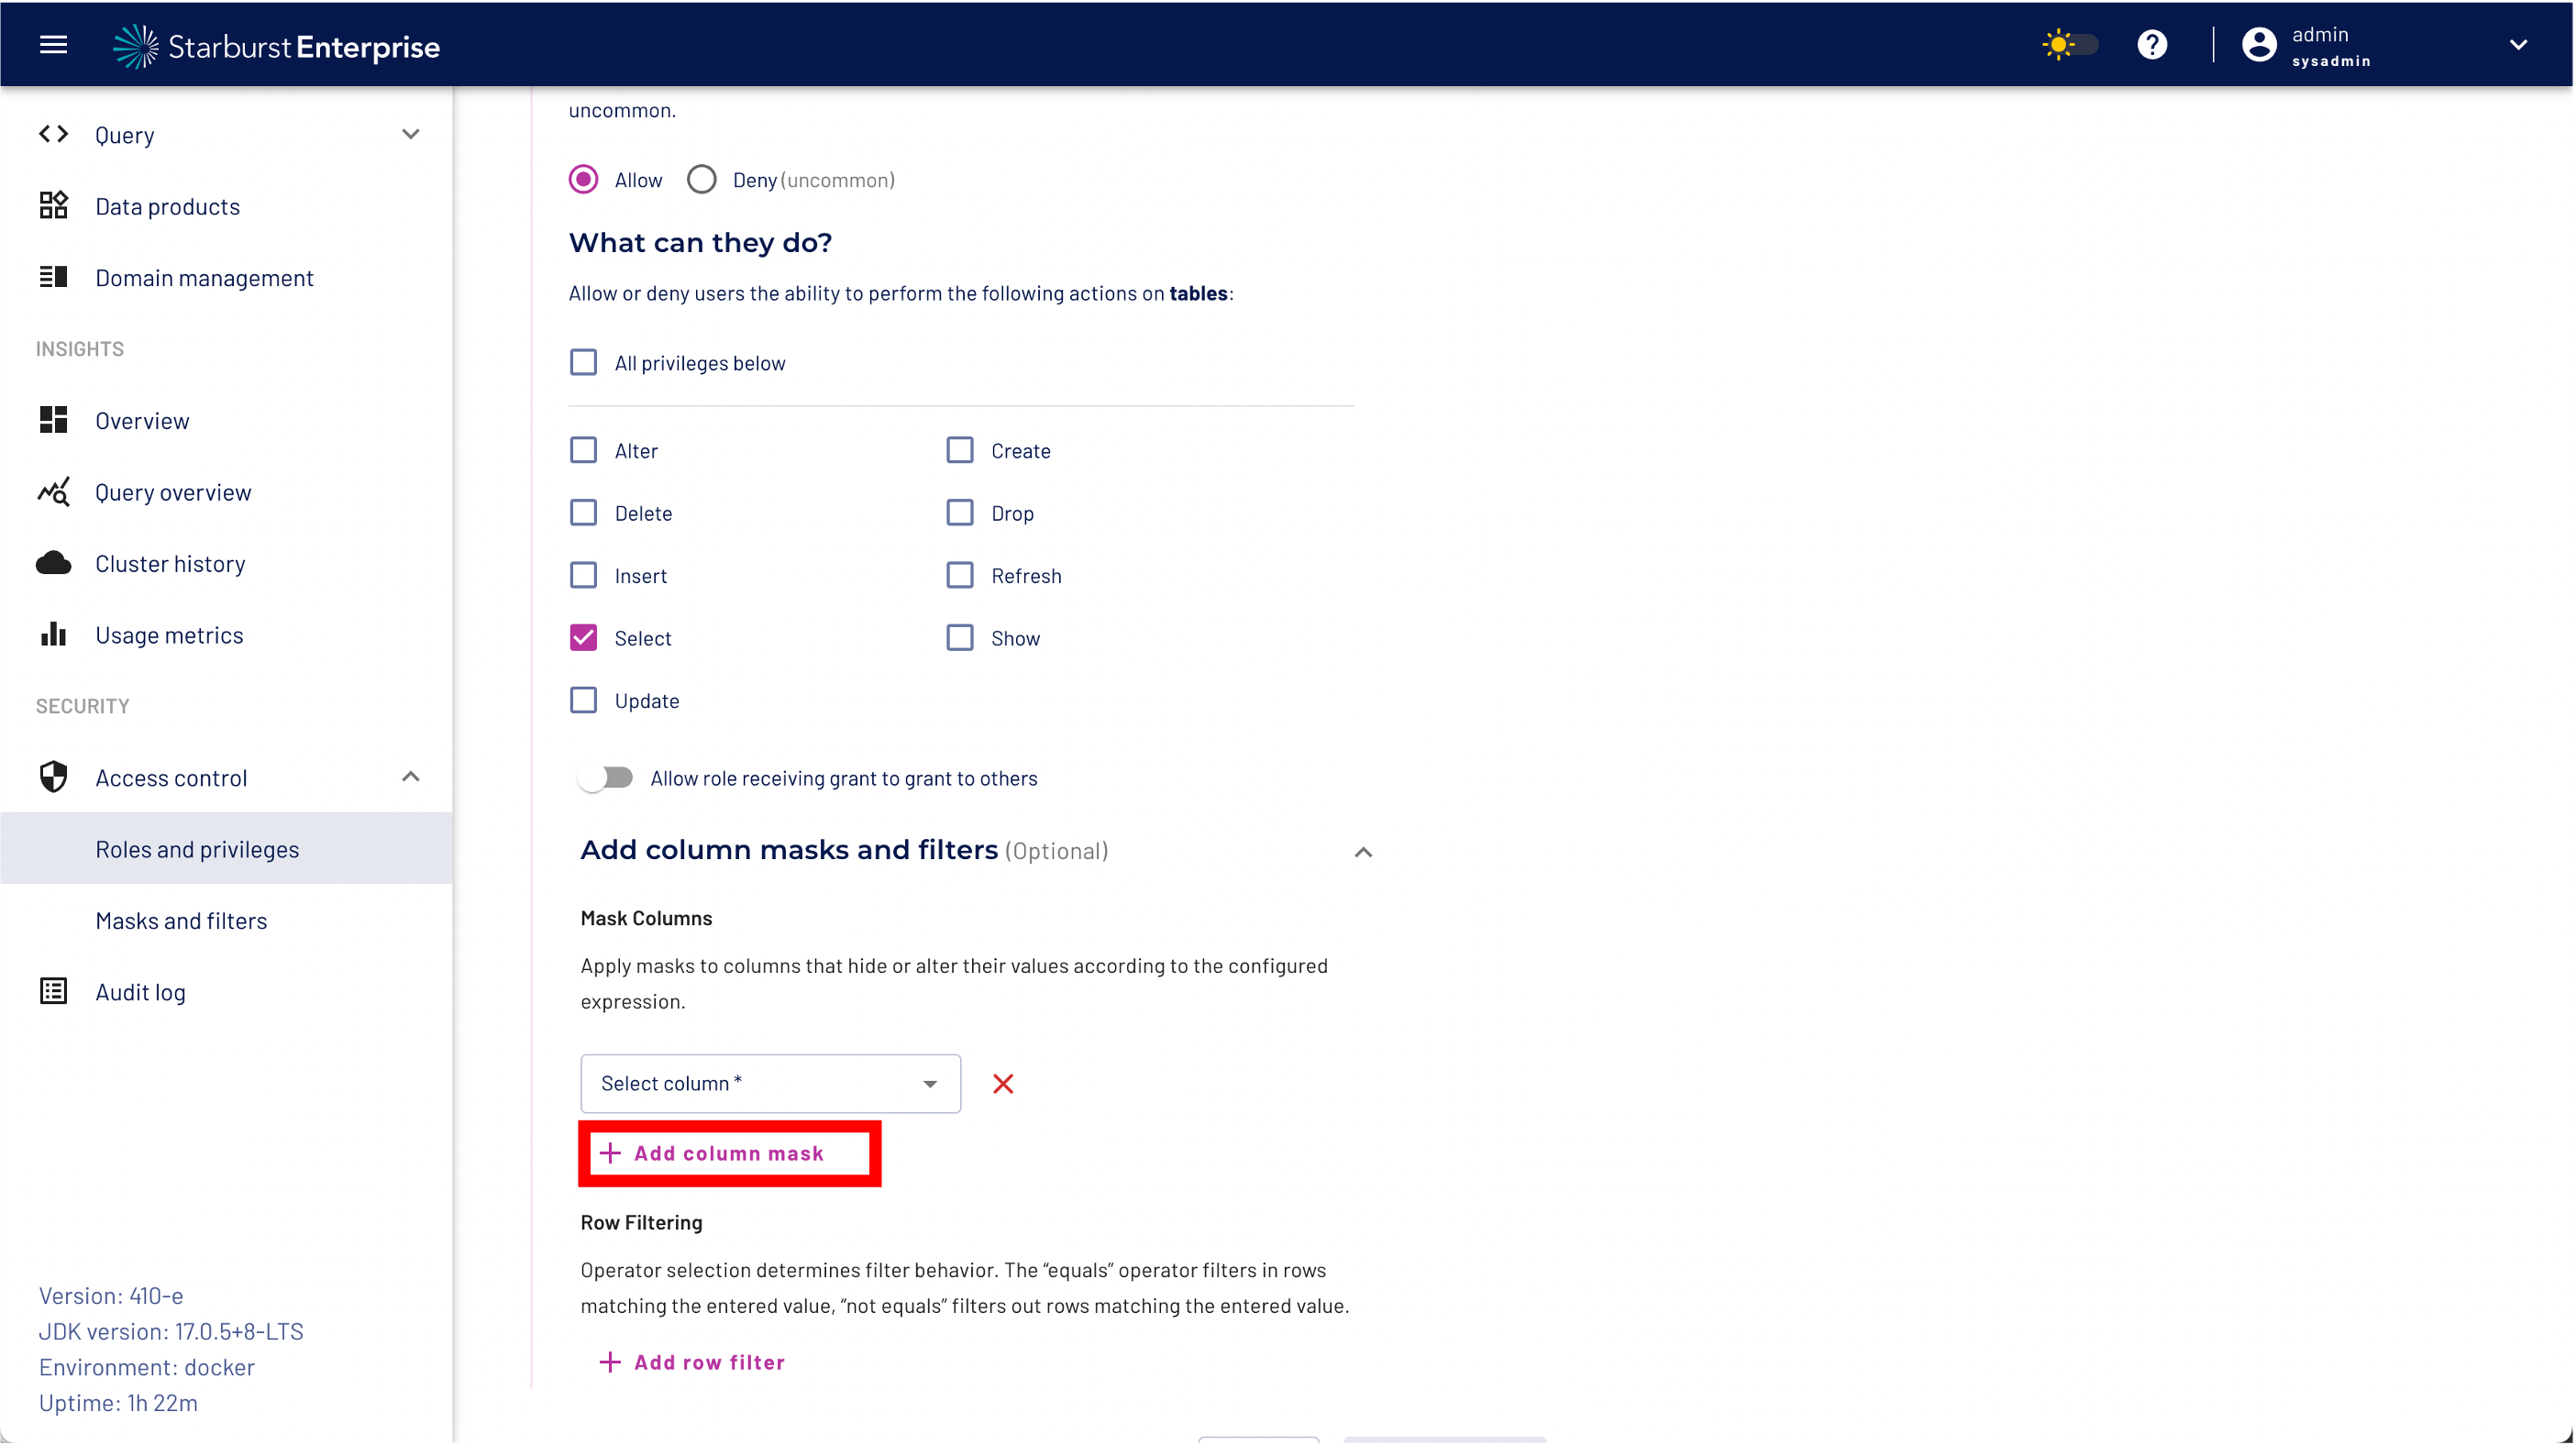 Starburst Enterprise
admin
sysadmin
Query
Data products
Domain management
INSIGHTS
Overview
Query overview
Cluster history
Usage metrics
SECURITY
Access control
Roles and privileges
Masks and filters
Audit log
Version: 410-e
JDK version: 17.0.5+8-LTS
Environment: docker
Uptime: 1h 22m
uncommon.
Allow Deny (uncommon)
What can they do?
Allow or deny users the ability to perform the following actions on tables:
All privileges below
Alter Create
Delete Drop
Insert Refresh
Select Show
Update
Allow role receiving grant to grant to others
Add column masks and filters (Optional)
Mask Columns
Apply masks to columns that hide or alter their values according to the configured
expression.
Select column *
+ Add column mask
Row Filtering
Operator selection determines filter behavior. The “equals” operator filters in rows
matching the entered value, “not equals” filters out rows matching the entered value.
+ Add row filter